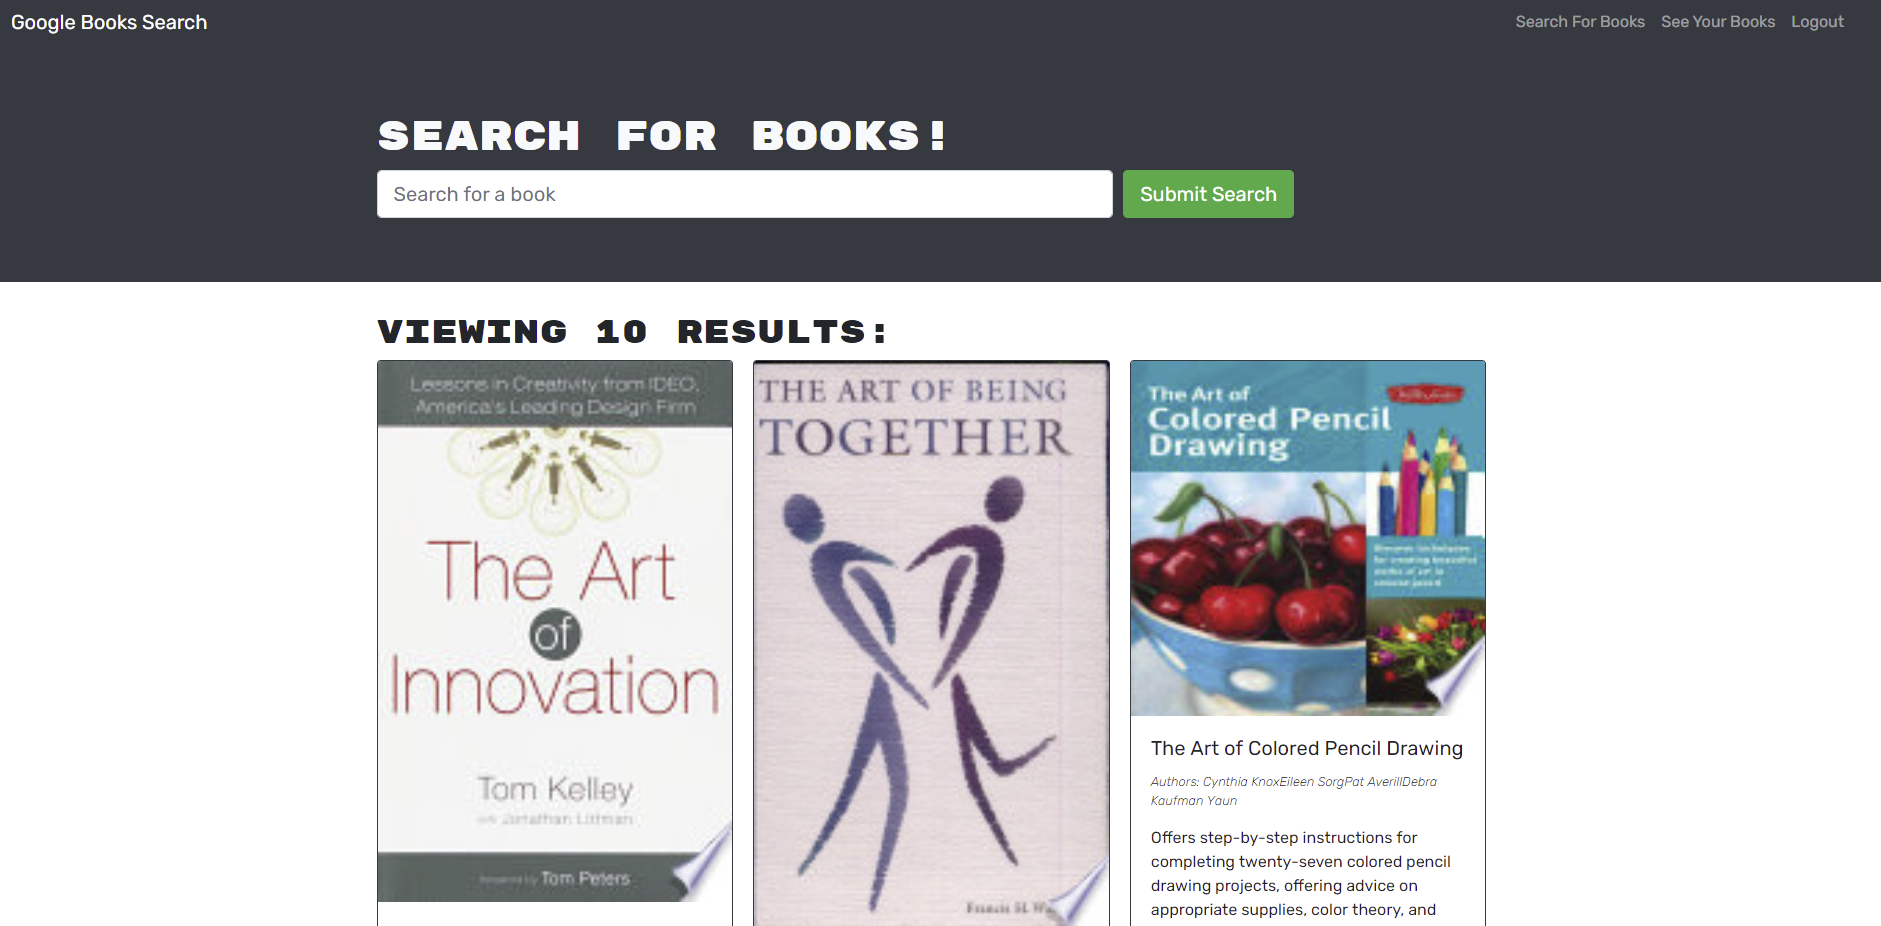 Google Books Search
Search For Books See Your Books Logout
SEARCH FOR BOOKS!
Search for a book
Submit Search
VIEWING 10 RESULTS:
Lessons in Creativity from IDEO,
America's Leading Design Firm
The Art
of
Innovation
Tom Kelley
with Jonathan Littman
Foreword by Tom Peters
THE ART OF BEING
TOGETHER
Francis H. W
The Art of
Colored Pencil
Drawing
The Art of Colored Pencil Drawing
Authors: Cynthia KnoxEileen SorgPat AverillDebra
Kaufman Yaun
Offers step-by-step instructions for
completing twenty-seven colored pencil
drawing projects, offering advice on
appropriate supplies, color theory, and